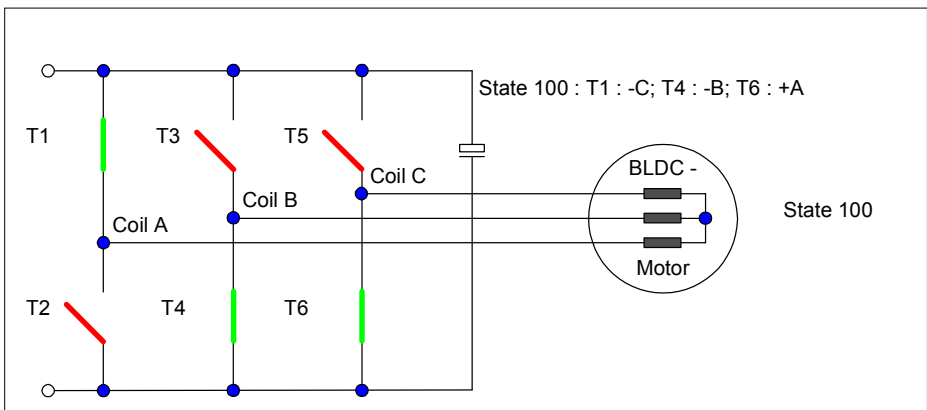 State 100 : T1 : -C; T4 : -B; T6 : +A
T1
T3
T5
BLDC -
Coil C
Coil B
State 100
Coil A
Motor
T2
T4
T6